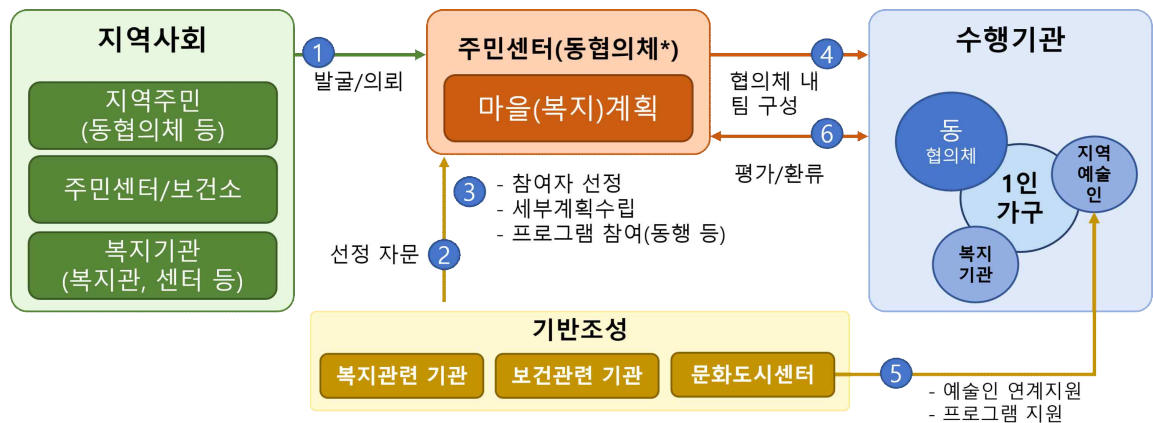 지역사회
지역주민
(동협의체 등)
주민센터/보건소
복지기관
(복지관, 센터 등)
1
발굴/의뢰
주민센터(동협의체*)
마을(복지)계획
4
협의체 내
팀 구성
6
평가/환류
3
- 참여자 선정
- 세부계획수립
- 프로그램 참여(동행 등)
선정 자문
2
수행기관
동
협의체
1인
가구
지역
예술
인
복지
기관
기반조성
복지관련 기관
보건관련 기관
문화도시센터
5
- 예술인 연계지원
- 프로그램 지원